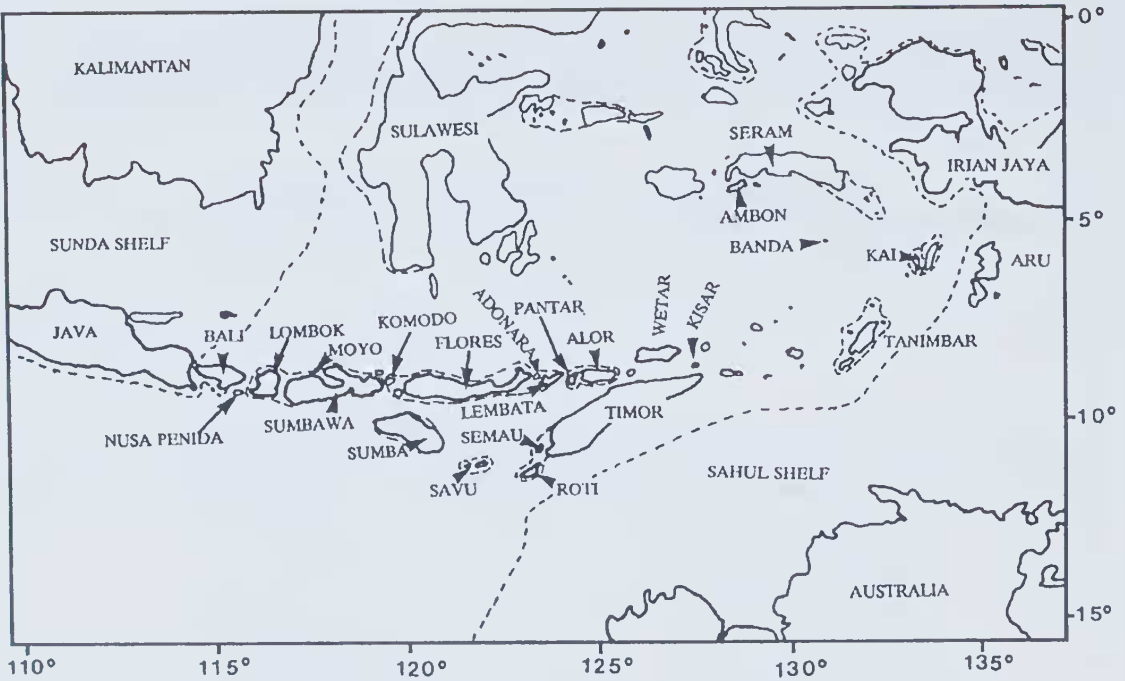 0°
KALIMANTAN
SULAWESI
SERAM
IRIAN JAYA
AMBON
5°
SUNDA SHELF
BANDA
KAI
ARU
ADONARA
PANTAR
WETAR
KISAR
JAVA
BALI
LOMBOK
KOMODO
MOYO
FLORES
ALOR
TANIMBAR
LEMBATA
TIMOR
10°
NUSA PENIDA
SUMBAWA
SUMBA
SEMAU
SAVU
ROTI
SAHUL SHELF
AUSTRALIA
15°
110°
115°
120°
125°
130°
135°